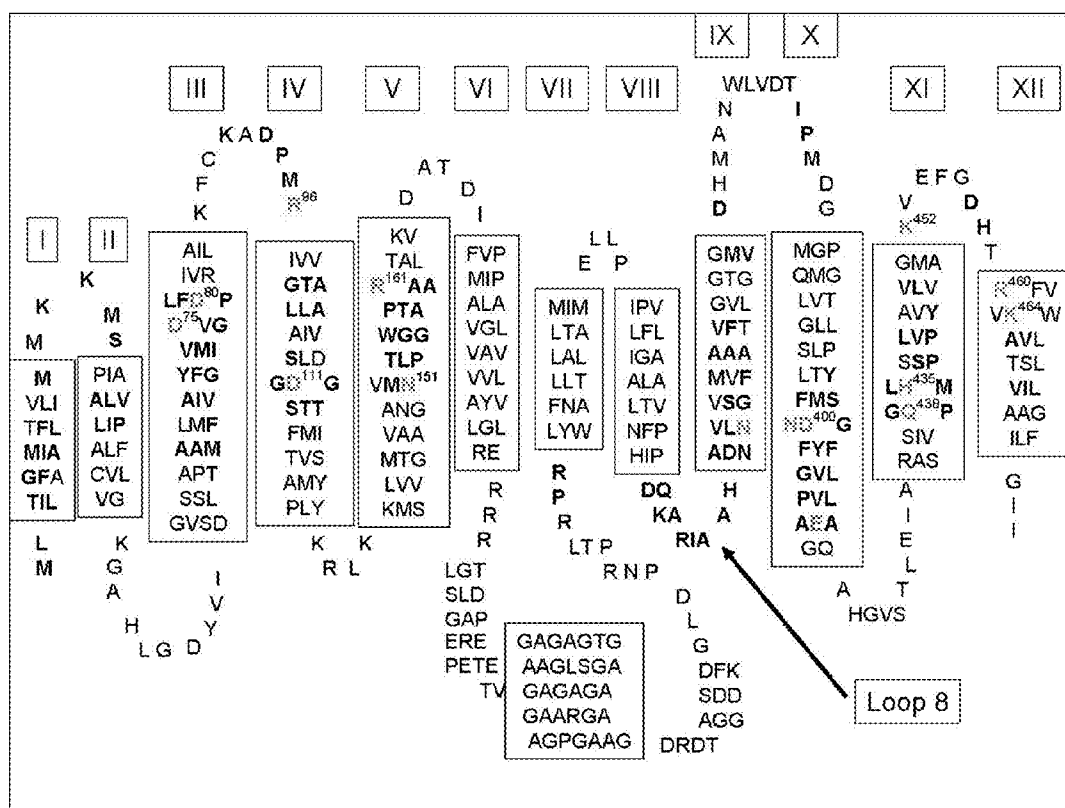 IX X
III IV V VI VII VIII XI XII
I II
WLVDT
N A M H D
I P M D G
K F C K A D P M R96
D A T D I
E L L P
V K452
E F G D H T
M K
K M S
M
VLI
TFL
MIA
GFA
TIL
L
M
PIA
ALV
LIP
ALF
CVL
VG
K G A H L G D Y V I
AIL
IVR
LFD80P
D75VG
VMI
YFG
AIV
LMF
AAM
APT
SSL
GVSD
IVV
GTA
LLA
AIV
SLD
GD111G
STT
FMI
TVS
AMY
PLY
K R L K
KV
TAL
R161AA
PTA
WGG
TLP
VMN151
ANG
VAA
MTG
LVV
KMS
FVP
MIP
ALA
VGL
VAV
VVL
AYV
LGL
RE
R
R
R
LGT
SLD
GAP
ERE
PETE
TV
GAGAGTG
AAGLSGA
GAGAGA
GAARGA
AGPGAAG
MIM
LTA
LAL
LLT
FNA
LYW
R
P
R
LT P
R N P
D
L
G
DFK
SDD
AGG
DRDT
IPV
LFL
IGA
ALA
LTV
NFP
HIP
DQ
KA
RIA
GMV
GTG
GVL
VFT
AAA
MVF
VSG
VLN
ADN
H
A
MGP
QMG
LVT
GLL
SLP
LTY
FMS
ND400G
FYF
GVL
PVL
AEA
GQ
A
HGVS
T L E I A
GMA
VLV
AVY
LVP
SSP
LH435M
GQ438P
SIV
RAS
R460FV
VK464W
AVL
TSL
VIL
AAG
ILF
G
I
I
Loop 8